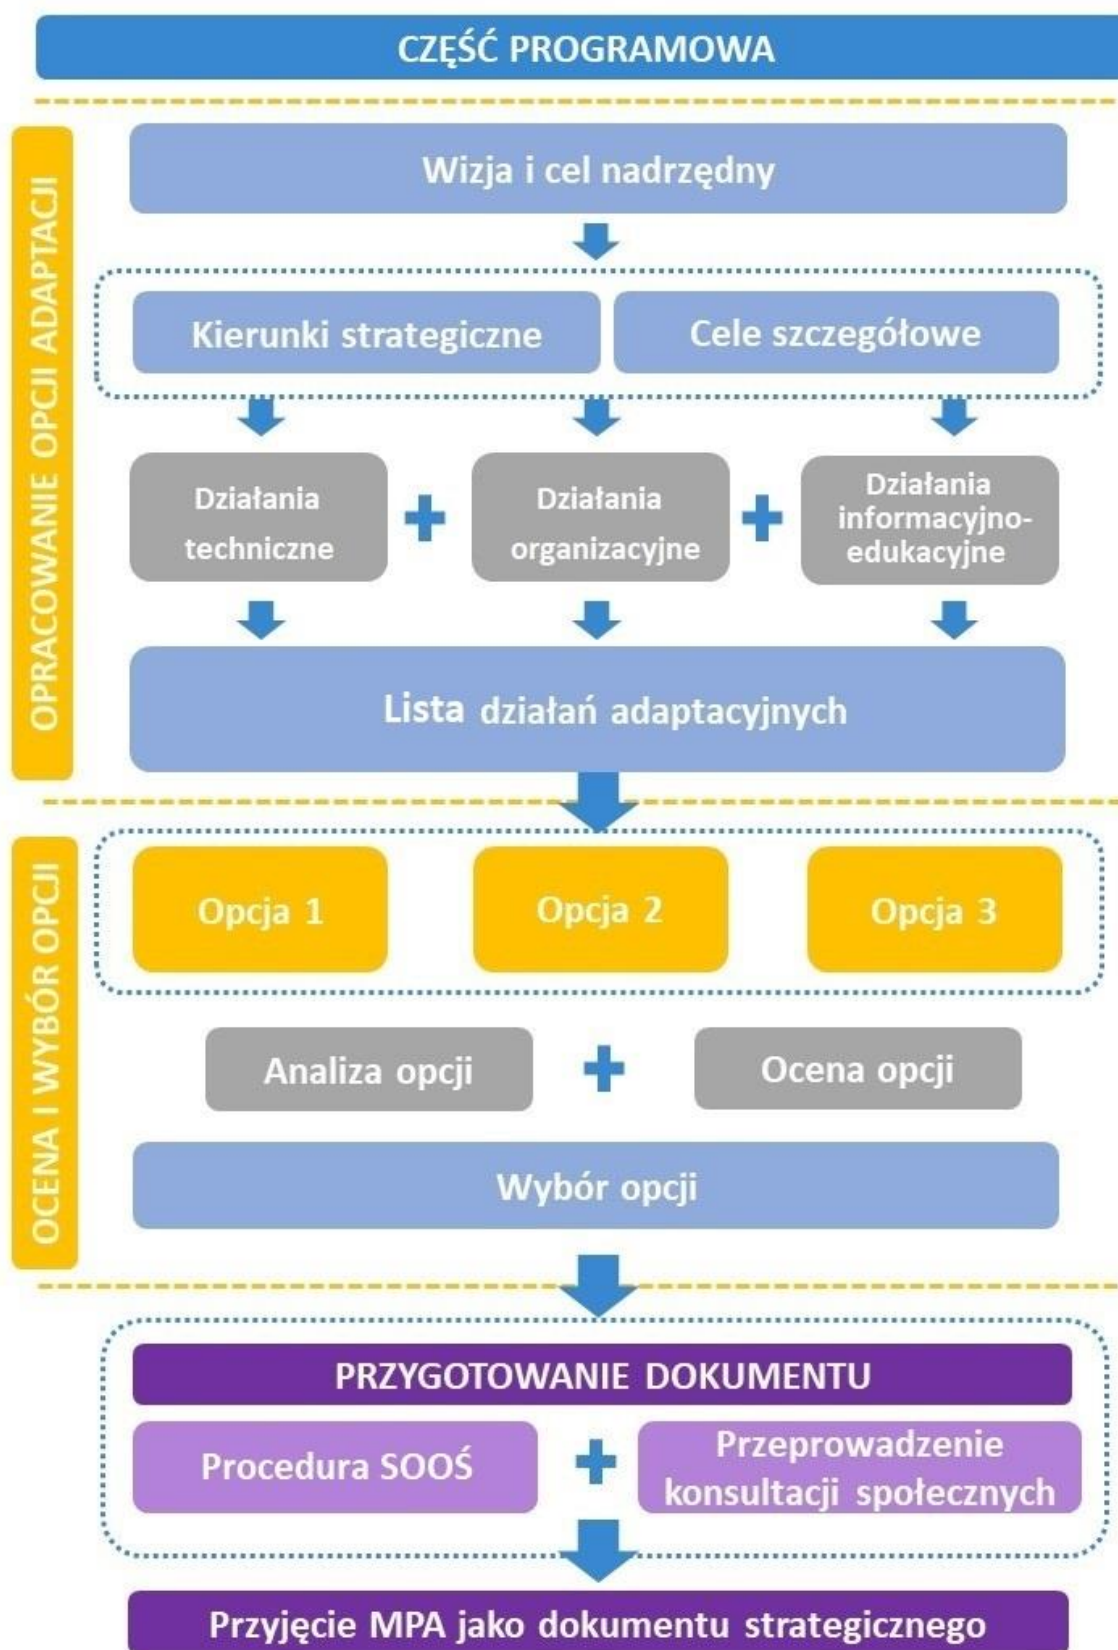 CZĘŚĆ PROGRAMOWA
OPRACOWANIE OPCJI ADAPTACJI
Wizja i cel nadrzędny
Kierunki strategiczne
Cele szczegółowe
Działania
techniczne
Działania
organizacyjne
Działania
informacyjno-
edukacyjne
Lista działań adaptacyjnych
OCENA I WYBÓR OPCJI
Opcja 1
Opcja 2
Opcja 3
Analiza opcji
Ocena opcji
Wybór opcji
PRZYGOTOWANIE DOKUMENTU
Procedura SOOŚ
Przeprowadzenie
konsultacji społecznych
Przyjęcie MPA jako dokumentu strategicznego